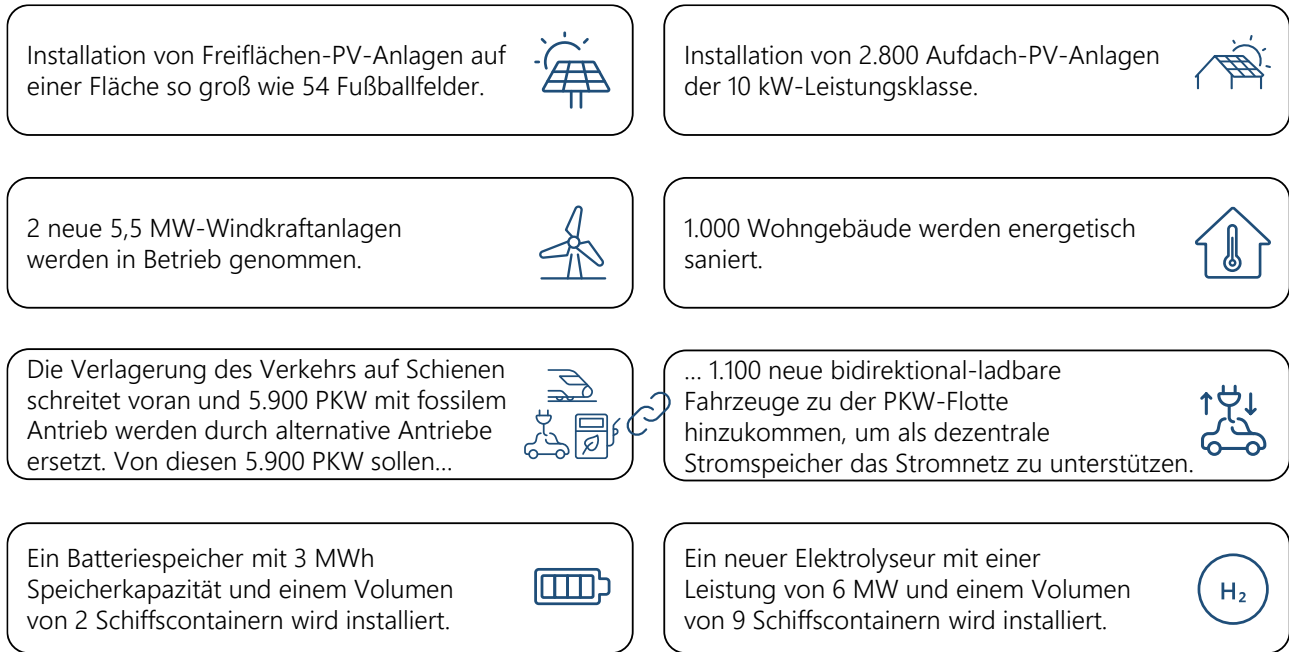 Installation von Freiflächen-PV-Anlagen auf
einer Fläche so groß wie 54 Fußballfelder.
Installation von 2.800 Aufdach-PV-Anlagen
der 10 kW-Leistungsklasse.
2 neue 5,5 MW-Windkraftanlagen
werden in Betrieb genommen.
1.000 Wohngebäude werden energetisch
saniert.
Die Verlagerung des Verkehrs auf Schienen
schreitet voran und 5.900 PKW mit fossilem
Antrieb werden durch alternative Antriebe
ersetzt. Von diesen 5.900 PKW sollen...
... 1.100 neue bidirektional-ladbare
Fahrzeuge zu der PKW-Flotte
hinzukommen, um als dezentrale
Stromspeicher das Stromnetz zu unterstützen.
Ein Batteriespeicher mit 3 MWh
Speicherkapazität und einem Volumen
von 2 Schiffscontainern wird installiert.
Ein neuer Elektrolyseur mit einer
Leistung von 6 MW und einem Volumen
von 9 Schiffscontainern wird installiert.
H₂